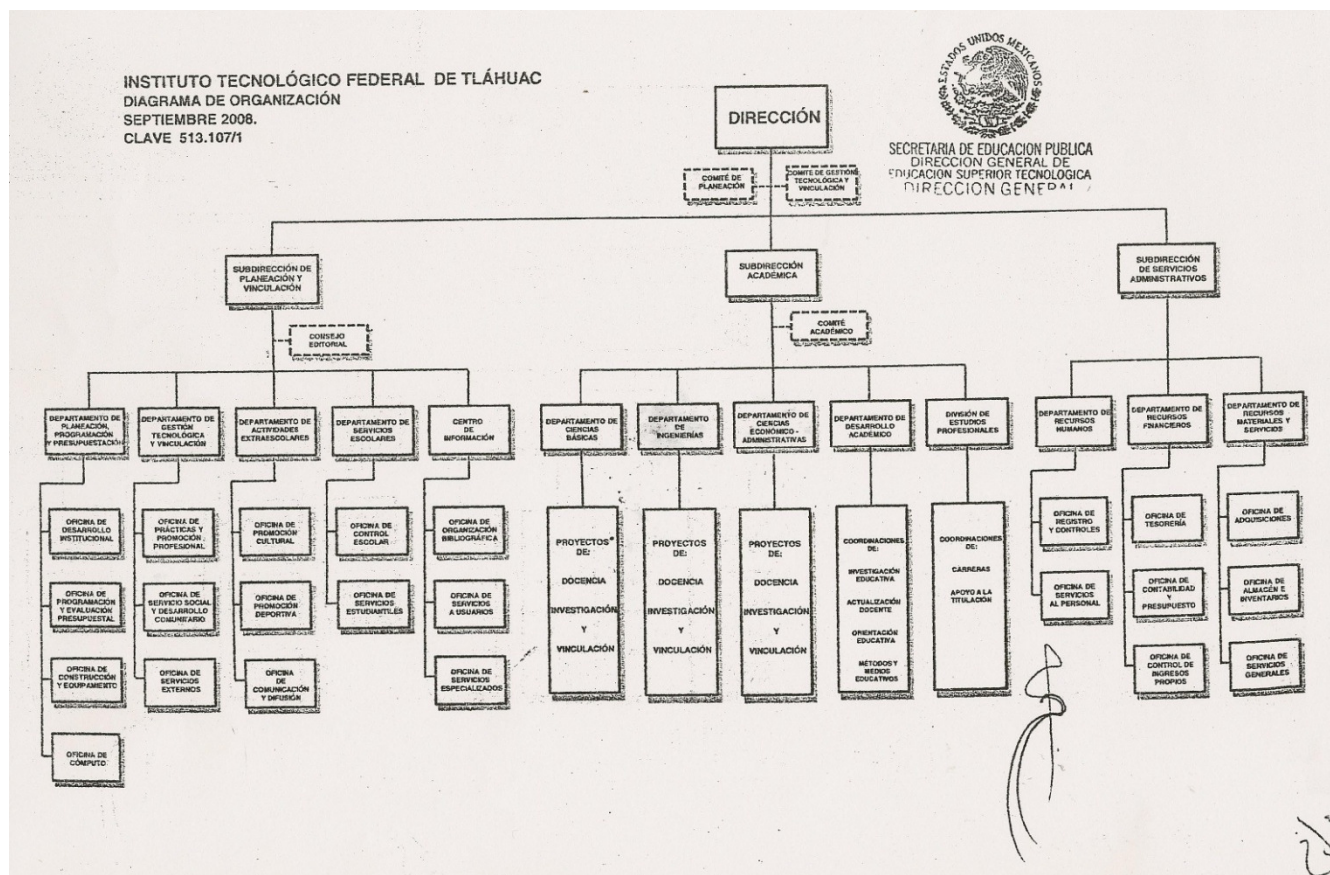 INSTITUTO TECNOLÓGICO FEDERAL DE TLÁHUAC
DIAGRAMA DE ORGANIZACIÓN
SEPTIEMBRE 2008.
CLAVE 513.107/1
ESTADOS UNIDOS MEXICANOS
SECRETARIA DE EDUCACION PUBLICA
DIRECCION GENERAL DE
EDUCACION SUPERIOR TECNOLOGICA
DIRECCION GENERAL
DIRECCIÓN
COMITÉ DE
PLANEACIÓN
COMITE DE GESTIÓN
TECNOLÓGICA Y
VINCULACIÓN
SUBDIRECCIÓN DE
PLANEACIÓN Y
VINCULACIÓN
SUBDIRECCIÓN
ACADÉMICA
SUBDIRECCIÓN
DE SERVICIOS
ADMINISTRATIVOS
CONSEJO
EDITORIAL
COMITÉ
ACADÉMICO
DEPARTAMENTO DE
PLANEACIÓN,
PROGRAMACIÓN
Y PRESUPUESTACIÓN
DEPARTAMENTO DE
GESTIÓN
TECNOLÓGICA
Y VINCULACIÓN
DEPARTAMENTO DE
ACTIVIDADES
EXTRAESCOLARES
DEPARTAMENTO DE
SERVICIOS
ESCOLARES
CENTRO
DE
INFORMACIÓN
DEPARTAMENTO DE
CIENCIAS
BÁSICAS
DEPARTAMENTO
DE
INGENIERÍAS
DEPARTAMENTO DE
CIENCIAS
ECONÓMICO -
ADMINISTRATIVAS
DEPARTAMENTO DE
DESARROLLO
ACADÉMICO
DIVISIÓN DE
ESTUDIOS
PROFESIONALES
DEPARTAMENTO DE
RECURSOS
HUMANOS
DEPARTAMENTO DE
RECURSOS
FINANCIEROS
DEPARTAMENTO DE
RECURSOS
MATERIALES Y
SERVICIOS
OFICINA DE
DESARROLLO
INSTITUCIONAL
OFICINA DE
PROGRAMACIÓN
Y EVALUACIÓN
PRESUPUESTAL
OFICINA DE
CONSTRUCCIÓN
Y EQUIPAMIENTO
OFICINA DE
CÓMPUTO
OFICINA DE
PRÁCTICAS Y
PROMOCIÓN
PROFESIONAL
OFICINA DE
SERVICIO SOCIAL
Y DESARROLLO
COMUNITARIO
OFICINA DE
SERVICIOS
EXTERNOS
OFICINA DE
PROMOCIÓN
CULTURAL
OFICINA DE
PROMOCIÓN
DEPORTIVA
OFICINA
DE
COMUNICACIÓN
Y DIFUSIÓN
OFICINA DE
CONTROL
ESCOLAR
OFICINA DE
SERVICIOS
ESTUDIANTILES
OFICINA DE
ORGANIZACIÓN
BIBLIOGRÁFICA
OFICINA DE
SERVICIOS
A USUARIOS
OFICINA DE
SERVICIOS
ESPECIALIZADOS
PROYECTOS
DE:
DOCENCIA
INVESTIGACIÓN
Y
VINCULACIÓN
PROYECTOS
DE:
DOCENCIA
INVESTIGACIÓN
Y
VINCULACIÓN
PROYECTOS
DE:
DOCENCIA
INVESTIGACIÓN
Y
VINCULACIÓN
COORDINACIONES
DE:
INVESTIGACIÓN
EDUCATIVA
ACTUALIZACIÓN
DOCENTE
ORIENTACIÓN
EDUCATIVA
MÉTODOS Y
MEDIOS
EDUCATIVOS
COORDINACIONES
DE:
CARRERAS
APOYO A LA
TITULACIÓN
OFICINA DE
REGISTRO
Y CONTROLES
OFICINA DE
SERVICIOS
AL PERSONAL
OFICINA DE
TESORERÍA
OFICINA DE
CONTABILIDAD
Y
PRESUPUESTO
OFICINA DE
CONTROL DE
INGRESOS
PROPIOS
OFICINA DE
ADQUISICIONES
OFICINA DE
ALMACÉN E
INVENTARIOS
OFICINA DE
SERVICIOS
GENERALES